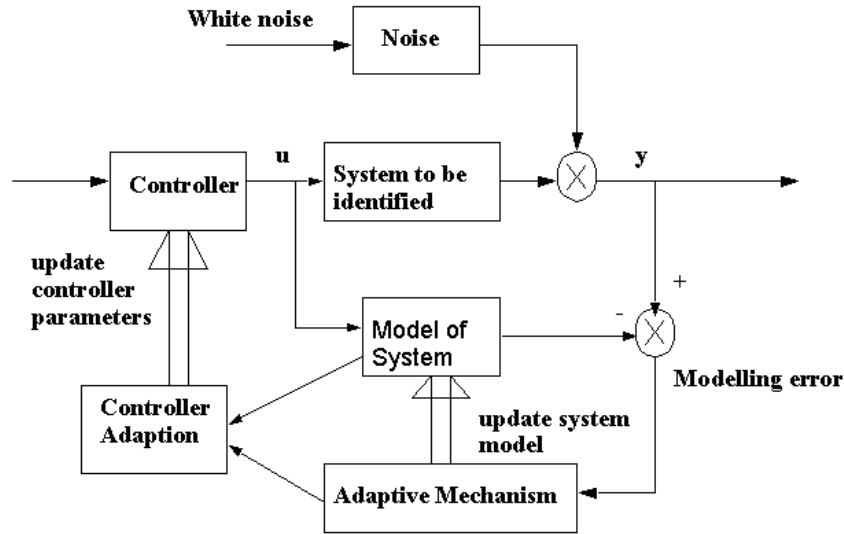 White noise
Noise
u
y
Controller
System to be
identified
update
controller
parameters
+
-
Model of
System
Modelling error
Controller
Adaption
update system
model
Adaptive Mechanism